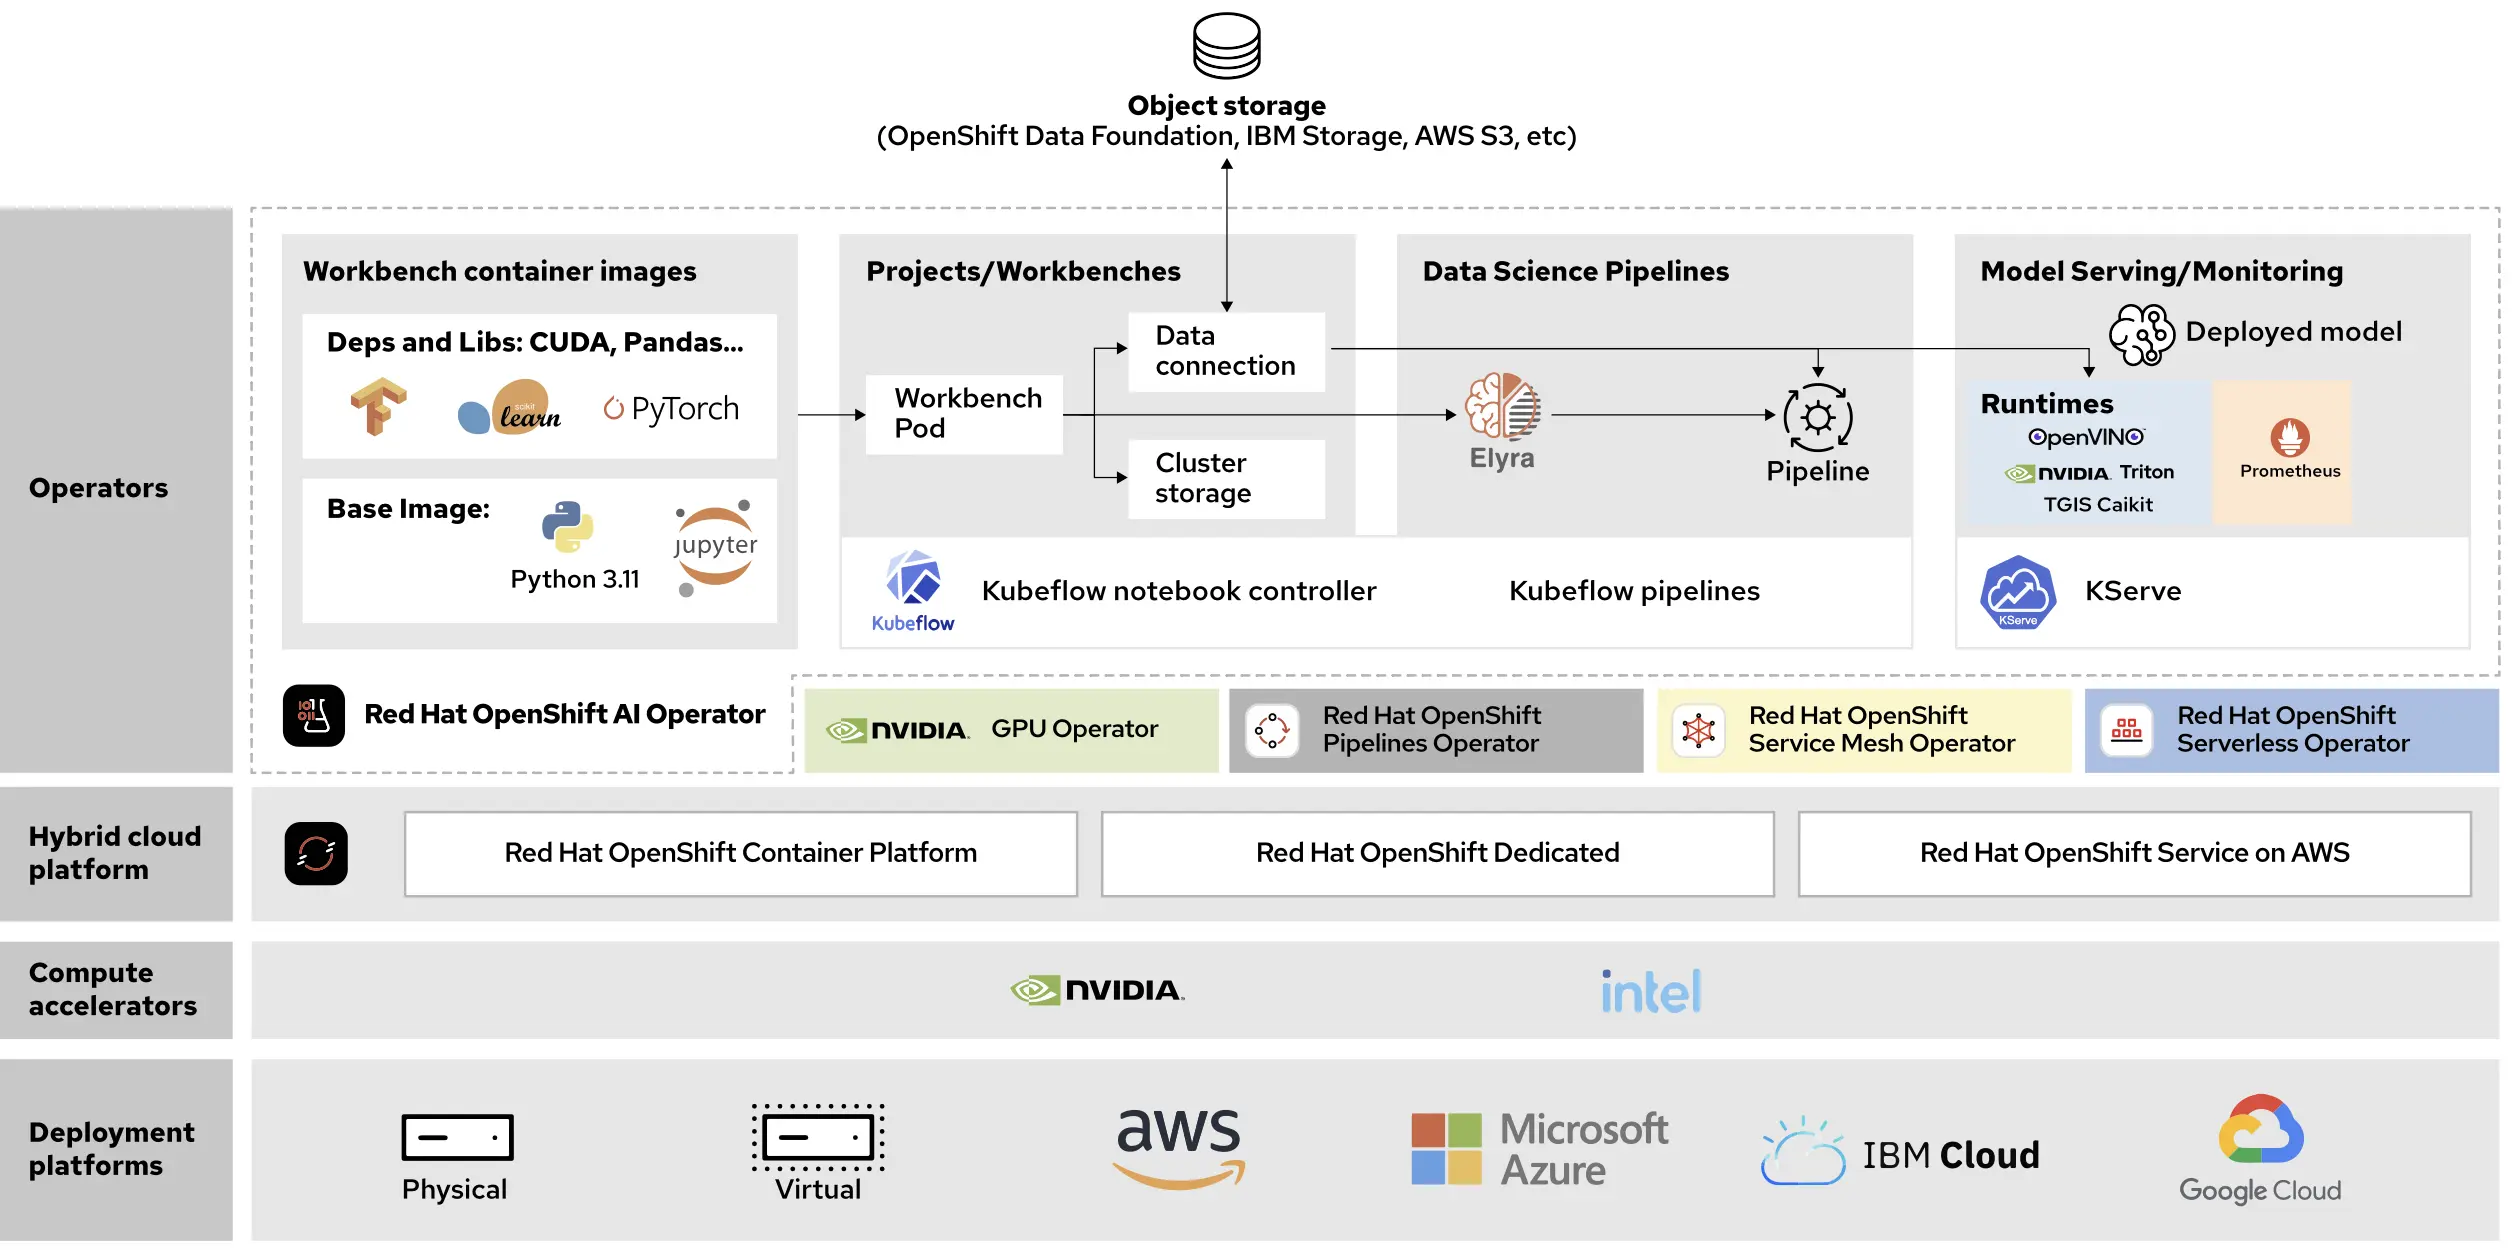 Object storage
(OpenShift Data Foundation, IBM Storage, AWS S3, etc)
Operators
Workbench container images
Deps and Libs: CUDA, Pandas...
scikit
learn
PyTorch
Base Image:
Python 3.11
jupyter
Projects/Workbenches
Workbench
Pod
Data
connection
Cluster
storage
Data Science Pipelines
Elyra
Pipeline
Kubeflow
Kubeflow notebook controller
Kubeflow pipelines
Model Serving/Monitoring
Deployed model
Runtimes
OpenVINO
NVIDIA. Triton
TGIS Caikit
Prometheus
KServe
KServe
Red Hat OpenShift AI Operator
NVIDIA. GPU Operator
Red Hat OpenShift
Pipelines Operator
Red Hat OpenShift
Service Mesh Operator
Red Hat OpenShift
Serverless Operator
Hybrid cloud
platform
Red Hat OpenShift Container Platform
Red Hat OpenShift Dedicated
Red Hat OpenShift Service on AWS
Compute
accelerators
NVIDIA.
intel
Deployment
platforms
Physical
Virtual
aws
Microsoft
Azure
IBM Cloud
Google Cloud